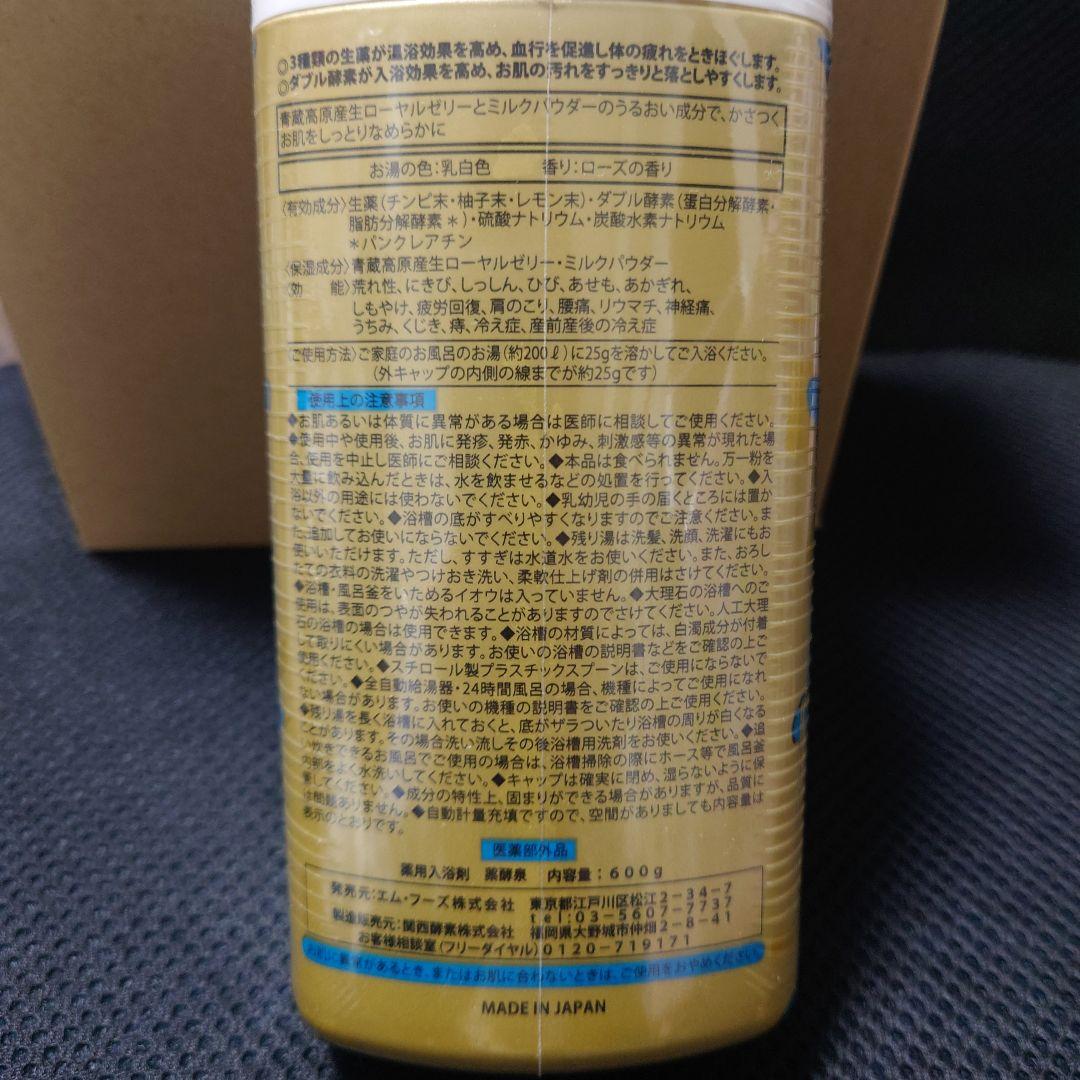 ◎3種類の生薬が温浴効果を高め、血行を促進し体の疲れをときほぐします。
◎ダブル酵素が入浴効果を高め、お肌の汚れをすっきりと落としやすくします。
青蔵高原産生ローヤルゼリーとミルクパウダーのうるおい成分で、かさつく
お肌をしっとりなめらかに
お湯の色：乳白色　香り：ローズの香り
〈有効成分〉生薬（チンピ末・柚子末・レモン末）・ダブル酵素（蛋白分解酵素・
脂肪分解酵素＊）・硫酸ナトリウム・炭酸水素ナトリウム
＊パンクレアチン
〈保湿成分〉青蔵高原産生ローヤルゼリー・ミルクパウダー
〈効　能〉荒れ性、にきび、しっしん、ひび、あせも、あかぎれ、
しもやけ、疲労回復、肩のこり、腰痛、リウマチ、神経痛、
うちみ、くじき、痔、冷え症、産前産後の冷え症
〈ご使用方法〉ご家庭のお風呂のお湯（約200ℓ）に25gを溶かしてご入浴ください。
（外キャップの内側の線までが約25gです）
使用上の注意事項
◆お肌あるいは体質に異常がある場合は医師に相談してご使用ください。
◆使用中や使用後、お肌に発疹、発赤、かゆみ、刺激感等の異常が現れた場
合、使用を中止し医師にご相談ください。◆本品は食べられません。万一粉を
大量に飲み込んだときは、水を飲ませるなどの処置を行ってください。◆入
浴以外の用途には使わないでください。◆乳幼児の手の届くところには置か
ないでください。◆浴槽の底がすべりやすくなりますのでご注意ください。ま
た、追加してお使いにならないでください。◆残り湯は洗髪、洗顔、洗濯にもお
使いいただけます。ただし、すすぎは水道水をお使いください。また、おろし
たての衣料の洗濯やつけおき洗い、柔軟仕上げ剤の併用はさけてください。
◆浴槽・風呂釜をいためるイオウは入っていません。◆大理石の浴槽へのご
使用は、表面のつやが失われることがありますのでさけてください。人工大理
石の浴槽の場合は使用できます。◆浴槽の材質によっては、白濁成分が付着
して取りにくい場合があります。お使いの浴槽の説明書などをご確認の上ご
使用ください。◆スチロール製プラスチックスプーンは、ご使用にならないで
ください。◆全自動給湯器・24時間風呂の場合、機種によってご使用になれ
ない場合があります。お使いの機種の説明書をご確認の上ご使用ください。
◆残り湯を長く浴槽に入れておくと、底がザラついたり浴槽の周りが白くなる
ことがあります。その場合洗い流しその後浴槽用洗剤をお使いください。◆追
い炊きできるお風呂でご使用の場合は、浴槽掃除の際にホース等で風呂釜
内部をよく水洗いしてください。◆キャップは確実に閉め、湿らないように保
管してください。◆成分の特性上、固まりができる場合がありますが、品質に
は問題ありません。◆自動計量充填ですので、空間がありましても内容量は
表示のとおりです。
医薬部外品
薬用入浴剤　薬酵泉　内容量：600g
発売元：エム・フーズ株式会社　東京都江戸川区松江2－34－7
tel：03－5607－7737
製造販売元：関西酵素株式会社　福岡県大野城市仲畑2－8－41
お客様相談室（フリーダイヤル）0120－719171
お肌に異常があるとき、またはお肌に合わないときは、ご使用をおやめください。
MADE IN JAPAN